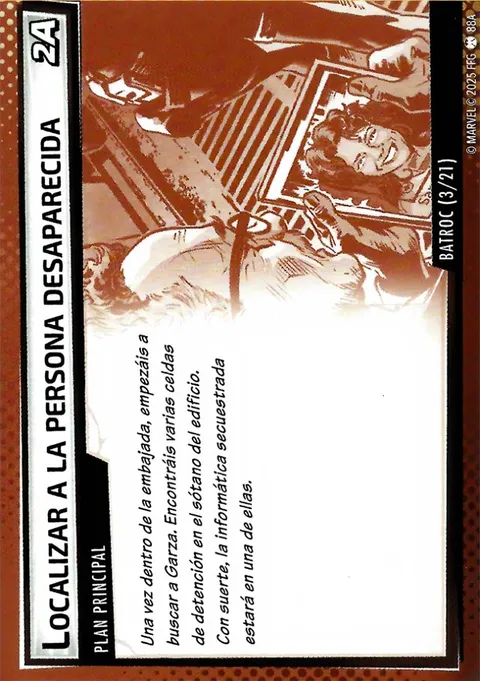 LOCALIZAR A LA PERSONA DESAPARECIDA
2A
PLAN PRINCIPAL
Una vez dentro de la embajada, empezáis a
buscar a Garza. Encontráis varias celdas
de detención en el sótano del edificio.
Con suerte, la informática secuestrada
estará en una de ellas.
BATROC (3/21)
© MARVEL © 2025 FFG 88A